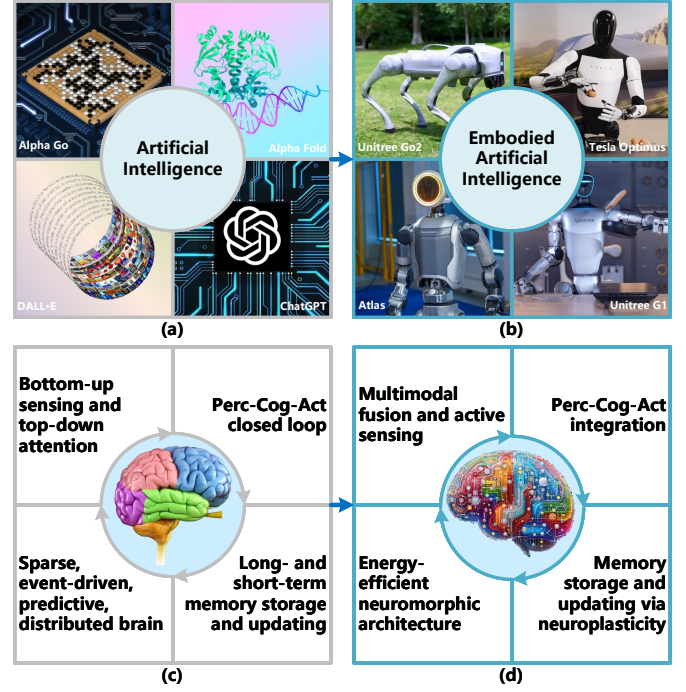 Alpha Go
Alpha Fold
Artificial
Intelligence
DALL•E
ChatGPT
(a)
Unitree Go2
TESLA
Tesla Optimus
Embodied
Artificial
Intelligence
Atlas
UNITREE
Unitree G1
(b)
Bottom-up
sensing and
top-down
attention
Perc-Cog-Act
closed loop
Sparse,
event-driven,
predictive,
distributed brain
Long- and
short-term
memory storage
and updating
(c)
Multimodal
fusion and active
sensing
Perc-Cog-Act
integration
Energy-
efficient
neuromorphic
architecture
Memory
storage and
updating via
neuroplasticity
(d)